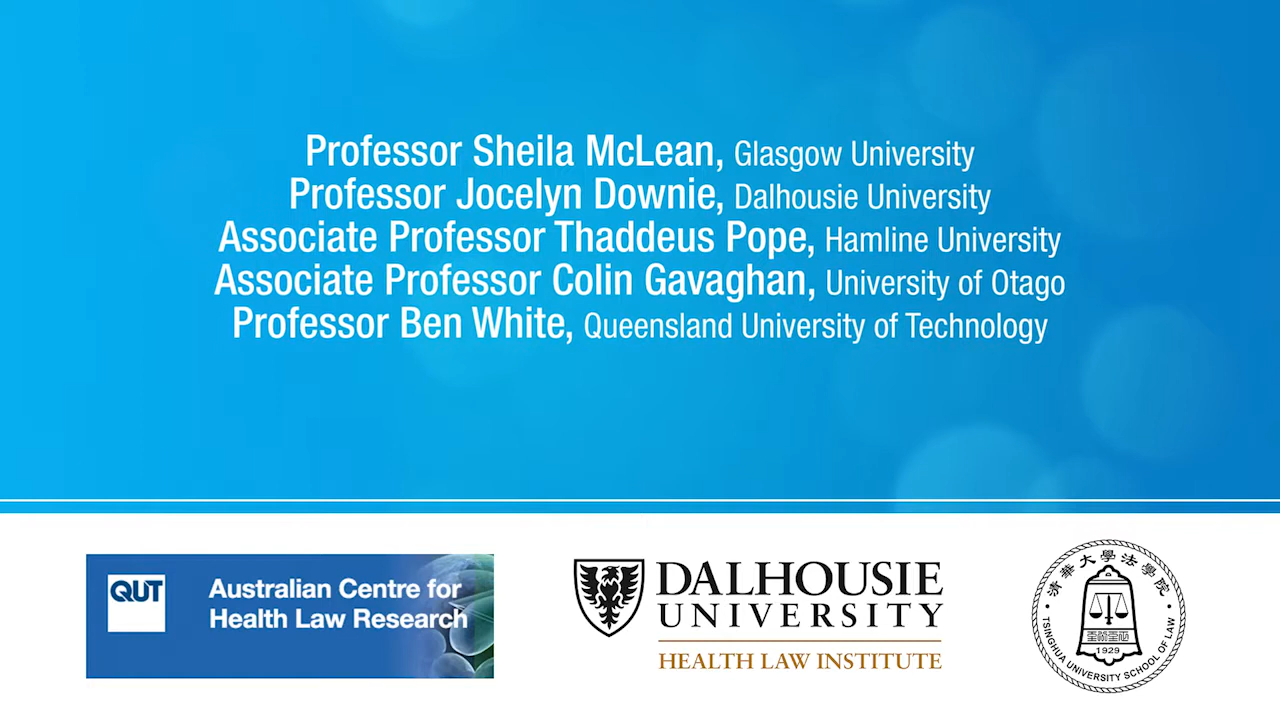 Professor Sheila McLean, Glasgow University
Professor Jocelyn Downie, Dalhousie University
Associate Professor Thaddeus Pope, Hamline University
Associate Professor Colin Gavaghan, University of Otago
Professor Ben White, Queensland University of Technology
QUT
Australian Centre for
Health Law Research
DALHOUSIE
UNIVERSITY
HEALTH LAW INSTITUTE
清華大學法學院
1929
TSINGHUA UNIVERSITY SCHOOL OF LAW